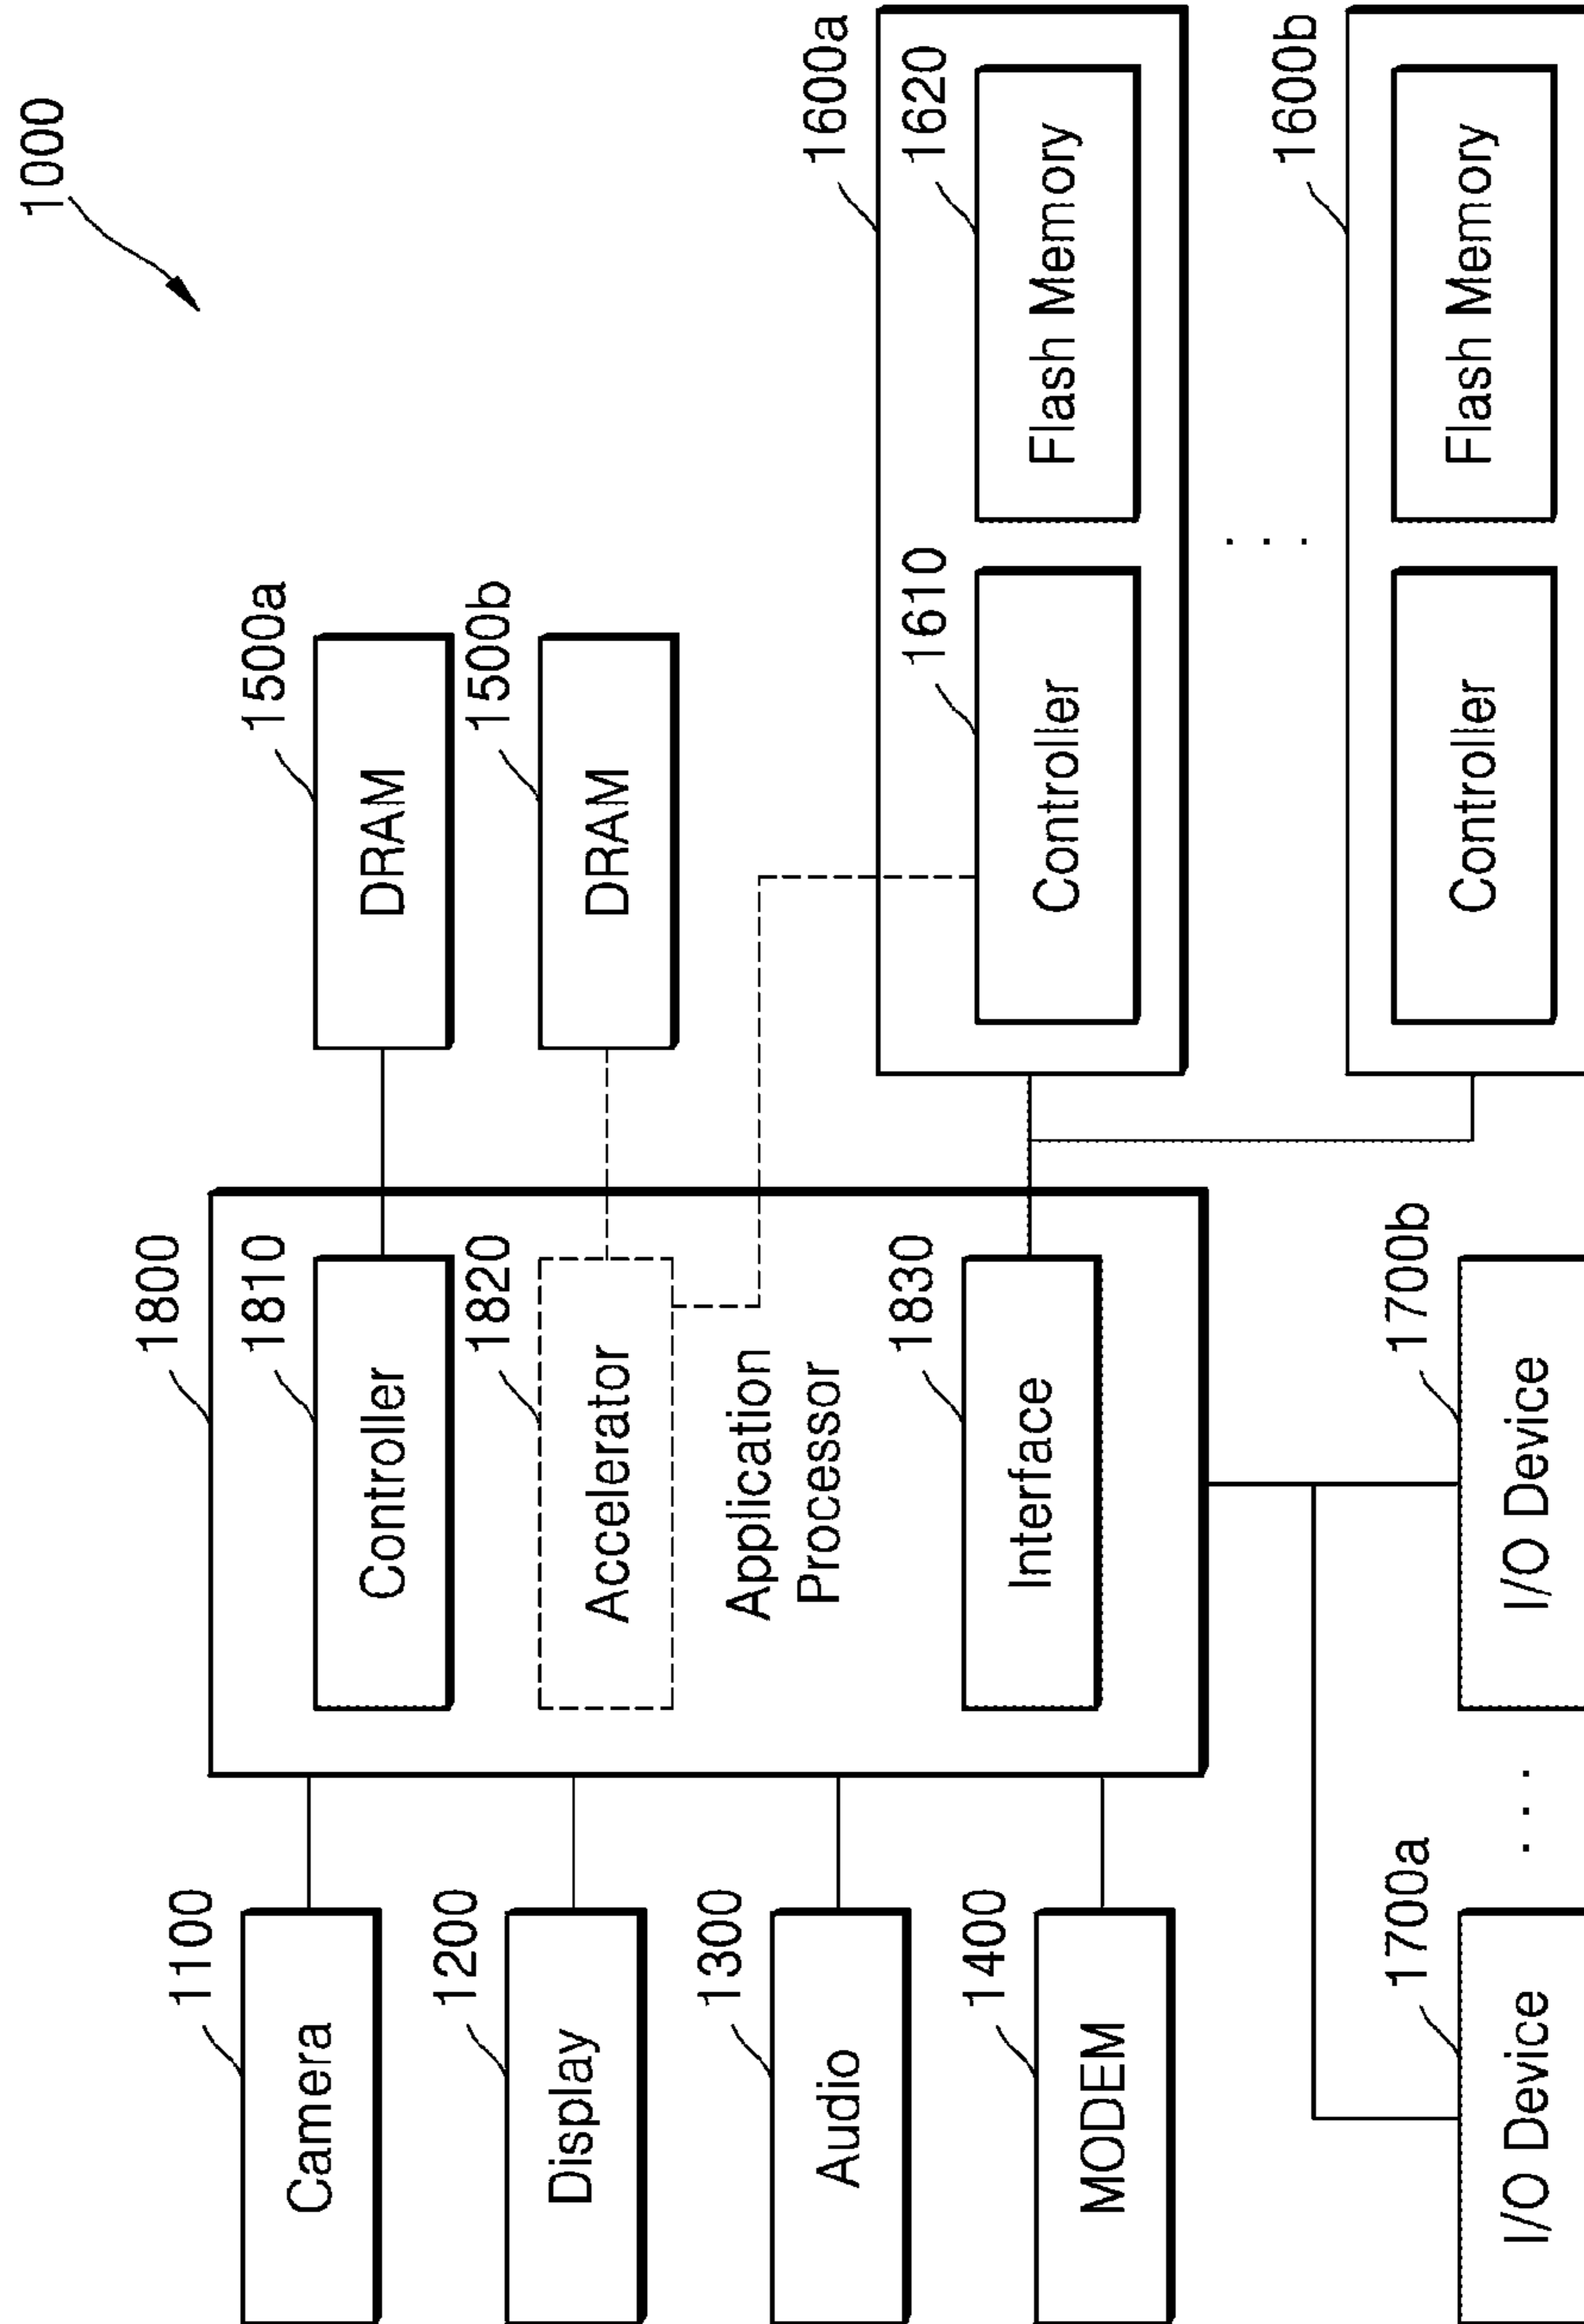 1000
1100
Camera
1200
Display
1300
Audio
1400
MODEM
1800
1810
Controller
1820
Accelerator
Application
Processor
1830
Interface
1500a
DRAM
1500b
DRAM
1600a
1610
Controller
1620
Flash Memory
. . .
1600b
Controller
Flash Memory
1700a
I/O Device
. . .
1700b
I/O Device